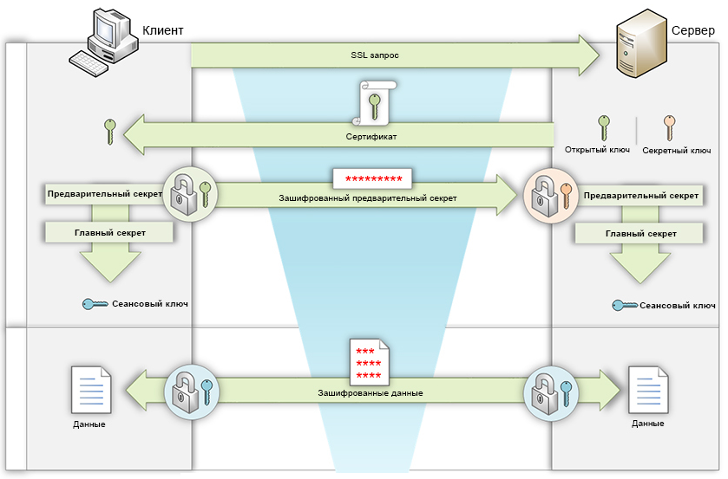 Клиент
Сервер
SSL запрос
Сертификат
Открытый ключ
Секретный ключ
*********
Предварительный секрет
Зашифрованный предварительный секрет
Предварительный секрет
Главный секрет
Главный секрет
Сеансовый ключ
Сеансовый ключ
***
****
****
Зашифрованные данные
Данные
Данные